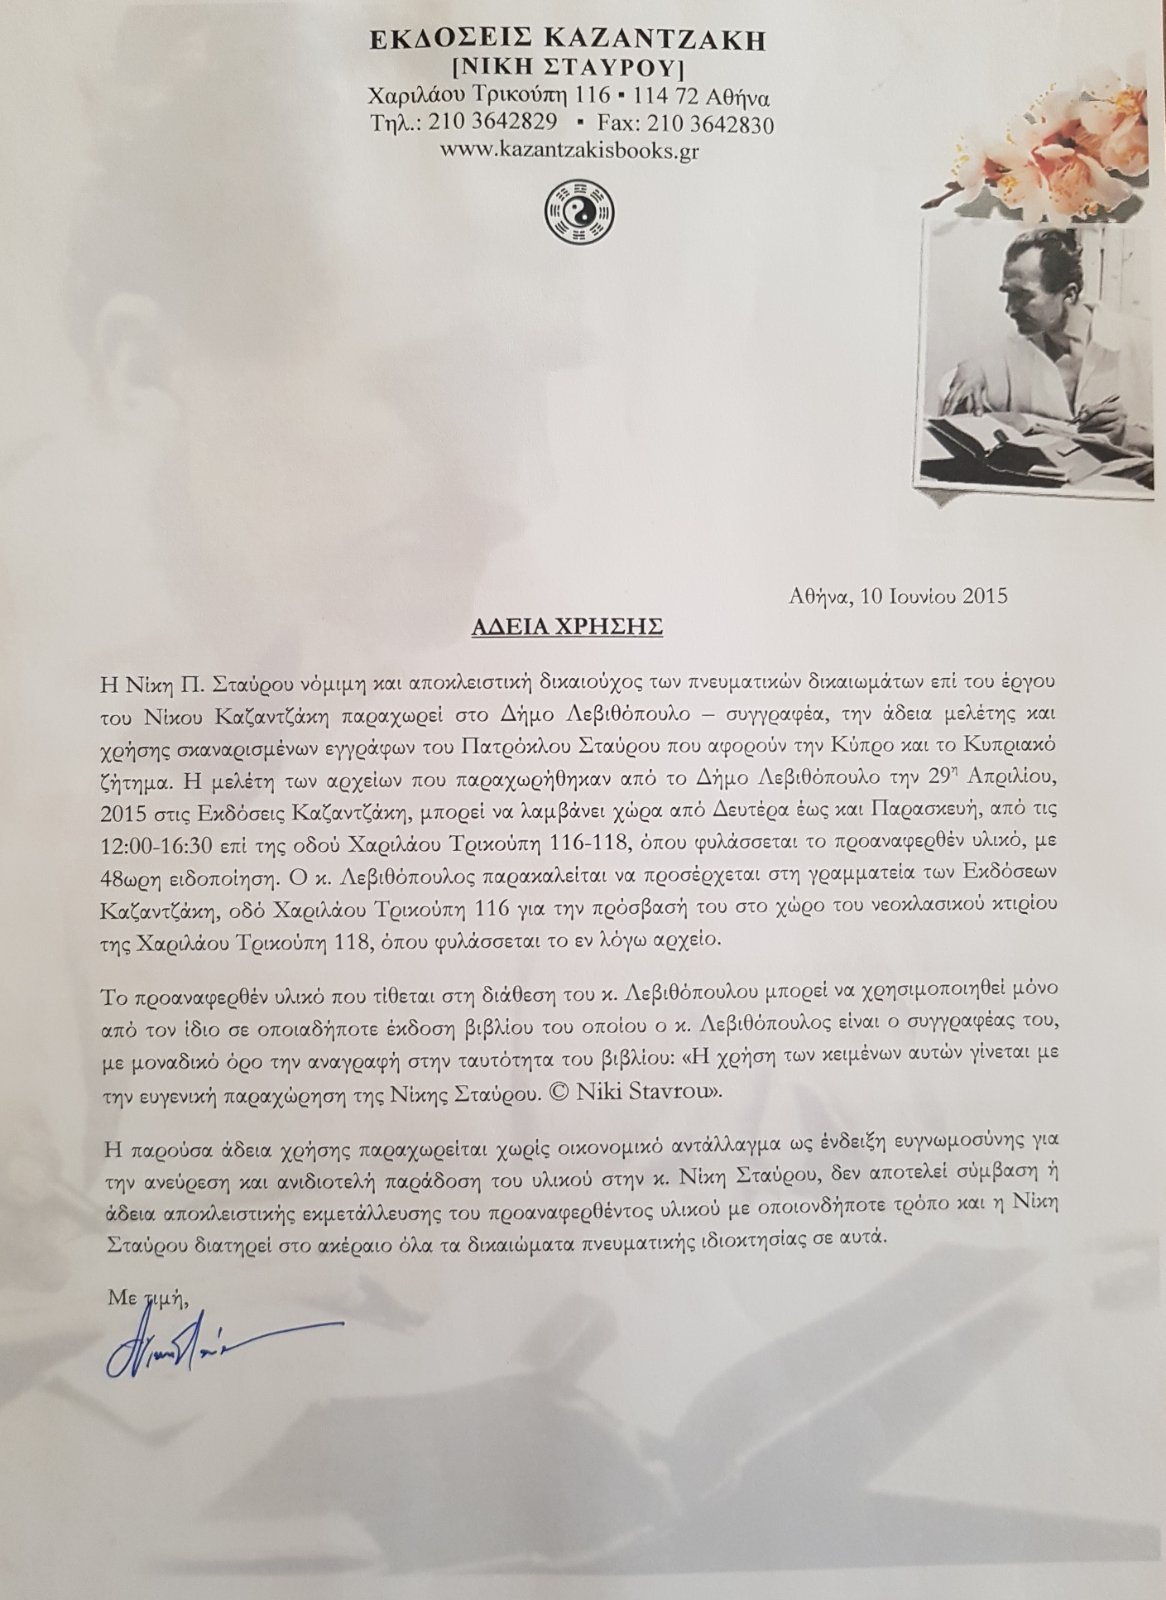 ΕΚΔΟΣΕΙΣ ΚΑΖΑΝΤΖΑΚΗ
[ΝΙΚΗ ΣΤΑΥΡΟΥ]
Χαριλάου Τρικούπη 116 ▪ 114 72 Αθήνα
Τηλ.: 210 3642829 ▪ Fax: 210 3642830
www.kazantzakisbooks.gr
Αθήνα, 10 Ιουνίου 2015
ΑΔΕΙΑ ΧΡΗΣΗΣ
Η Νίκη Π. Σταύρου νόμιμη και αποκλειστική δικαιούχος των πνευματικών δικαιωμάτων επί του έργου
του Νίκου Καζαντζάκη παραχωρεί στο Δήμο Λεβιθόπουλο – συγγραφέα, την άδεια μελέτης και
χρήσης σκαναρισμένων εγγράφων του Πατρόκλου Σταύρου που αφορούν την Κύπρο και το Κυπριακό
ζήτημα. Η μελέτη των αρχείων που παραχωρήθηκαν από το Δήμο Λεβιθόπουλο την 29η Απριλίου,
2015 στις Εκδόσεις Καζαντζάκη, μπορεί να λαμβάνει χώρα από Δευτέρα έως και Παρασκευή, από τις
12:00-16:30 επί της οδού Χαριλάου Τρικούπη 116-118, όπου φυλάσσεται το προαναφερθέν υλικό, με
48ωρη ειδοποίηση. Ο κ. Λεβιθόπουλος παρακαλείται να προσέρχεται στη γραμματεία των Εκδόσεων
Καζαντζάκη, οδό Χαριλάου Τρικούπη 116 για την πρόσβασή του στο χώρο του νεοκλασικού κτιρίου
της Χαριλάου Τρικούπη 118, όπου φυλάσσεται το εν λόγω αρχείο.
Το προαναφερθέν υλικό που τίθεται στη διάθεση του κ. Λεβιθόπουλου μπορεί να χρησιμοποιηθεί μόνο
από τον ίδιο σε οποιαδήποτε έκδοση βιβλίου του οποίου ο κ. Λεβιθόπουλος είναι ο συγγραφέας του,
με μοναδικό όρο την αναγραφή στην ταυτότητα του βιβλίου: «Η χρήση των κειμένων αυτών γίνεται με
την ευγενική παραχώρηση της Νίκης Σταύρου. © Niki Stavrou».
Η παρούσα άδεια χρήσης παραχωρείται χωρίς οικονομικό αντάλλαγμα ως ένδειξη ευγνωμοσύνης για
την ανεύρεση και ανιδιοτελή παράδοση του υλικού στην κ. Νίκη Σταύρου, δεν αποτελεί σύμβαση ή
άδεια αποκλειστικής εκμετάλλευσης του προαναφερθέντος υλικού με οποιονδήποτε τρόπο και η Νίκη
Σταύρου διατηρεί στο ακέραιο όλα τα δικαιώματα πνευματικής ιδιοκτησίας σε αυτά.
Με τιμή,